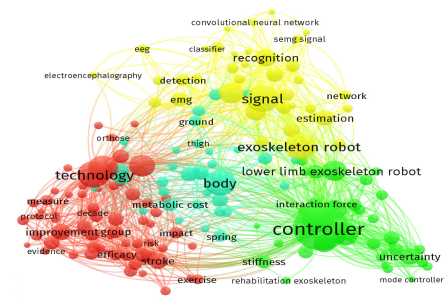 convolutional neural network
semg signal
eeg
classifier
recognition
electroencephalography
detection
emg
signal
network
ground
estimation
orthose
thigh
exoskeleton robot
technology
lower limb exoskeleton robot
body
measure
metabolic cost
interaction force
protocol
decade
improvement group
impact
spring
controller
risk
evidence
efficacy
stroke
stiffness
uncertainty
exercise
rehabilitation exoskeleton
mode controller